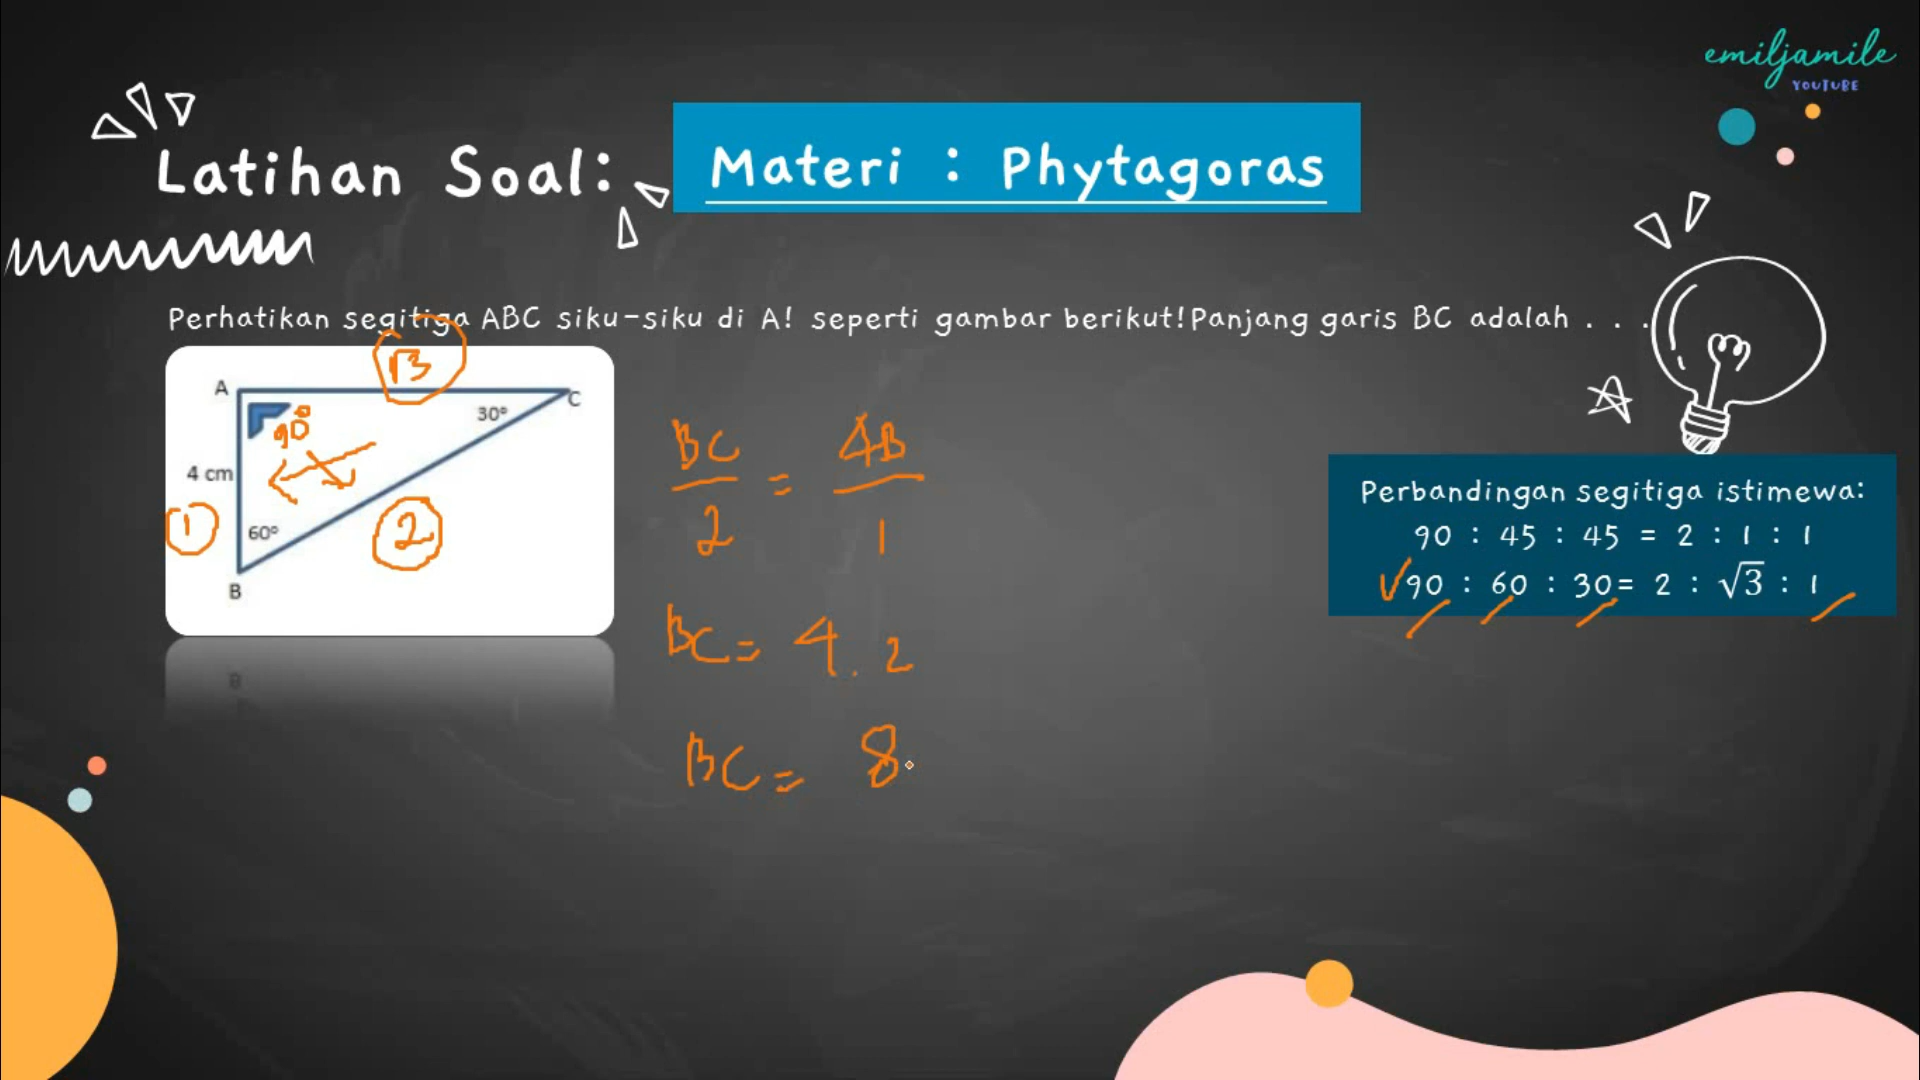 emiljamile
YOUTUBE
Latihan Soal:
Materi : Phytagoras
Perhatikan segitiga ABC siku-siku di A! seperti gambar berikut!Panjang garis BC adalah . . .
√3
A
C
30°
90°
4 cm
1
60°
2
B
BC/2 = AB/1
BC = 4 . 2
BC = 8
Perbandingan segitiga istimewa:
90 : 45 : 45 = 2 : 1 : 1
90 : 60 : 30= 2 : √3 : 1